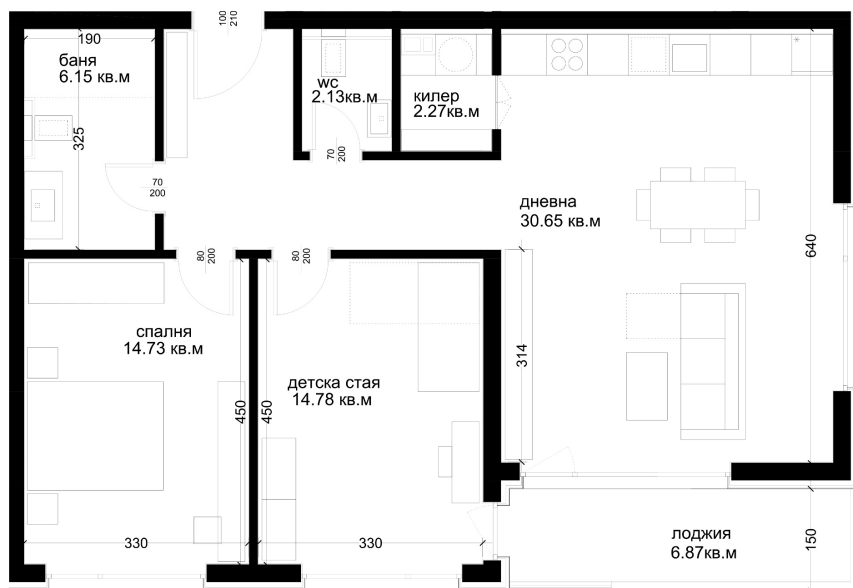 100
210
190
баня
6.15 кв.м
325
wc
2.13кв.м
килер
2.27кв.м
70
200
70
200
дневна
30.65 кв.м
640
80
200
80
200
спалня
14.73 кв.м
детска стая
14.78 кв.м
314
450
450
330
330
лоджия
6.87кв.м
150